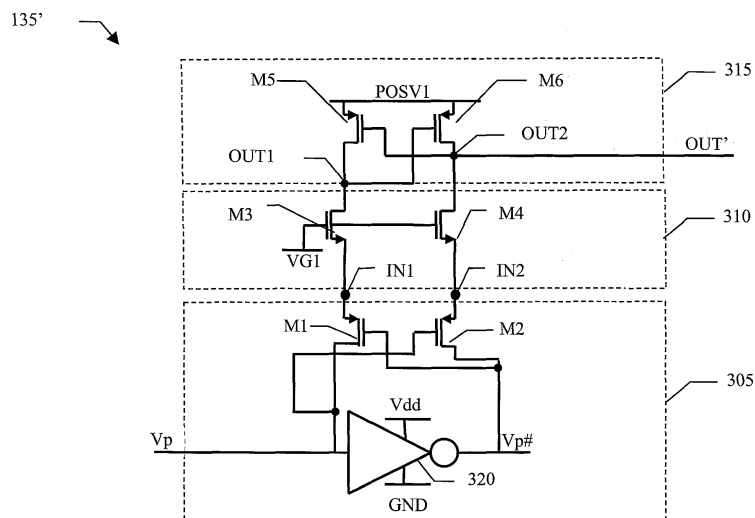 135'
M5
M6
315
POSV1
OUT2
OUT1
OUT'
M3
M4
310
VG1
IN1
IN2
M1
M2
305
Vdd
Vp
Vp#
320
GND